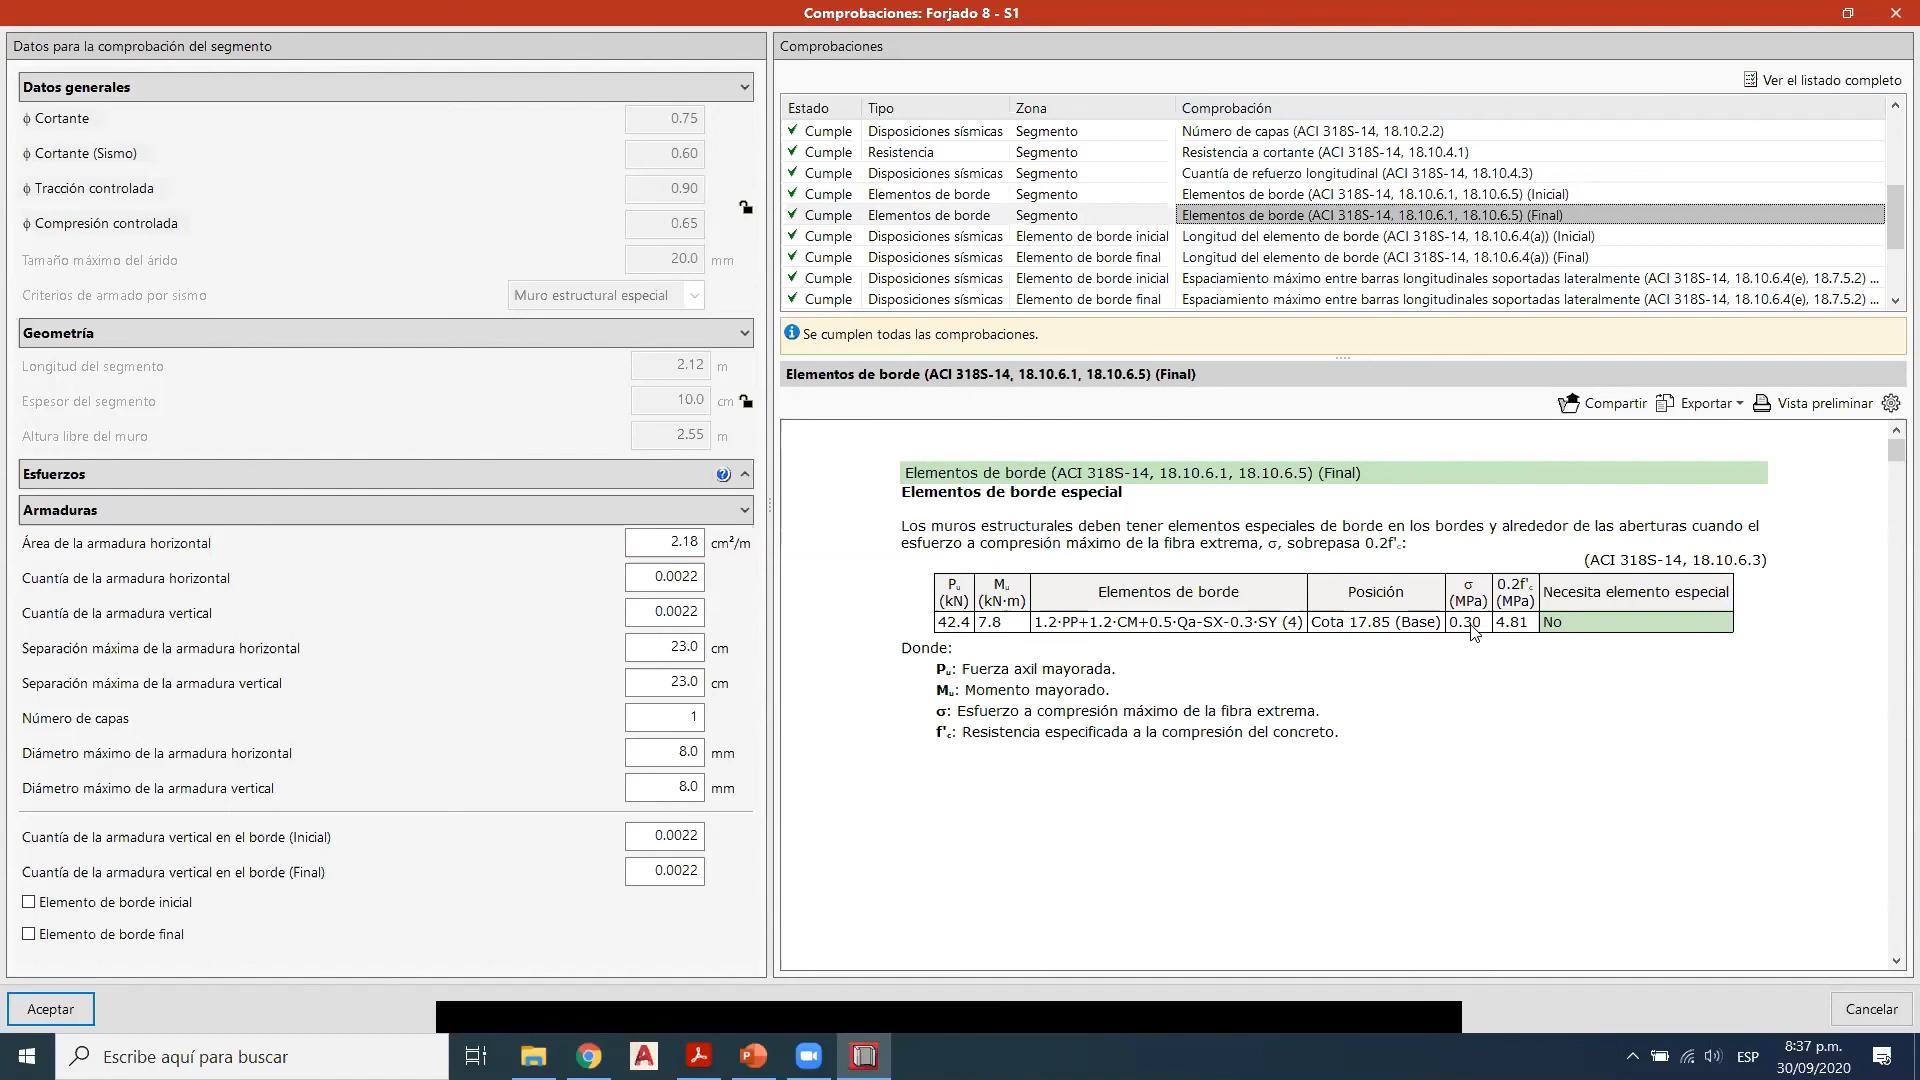 Comprobaciones: Forjado 8 - S1
Datos para la comprobación del segmento
Datos generales
ϕ Cortante 0.75
ϕ Cortante (Sismo) 0.60
ϕ Tracción controlada 0.90
ϕ Compresión controlada 0.65
Tamaño máximo del árido 20.0 mm
Criterios de armado por sismo Muro estructural especial
Geometría
Longitud del segmento 2.12 m
Espesor del segmento 10.0 cm
Altura libre del muro 2.55 m
Esfuerzos
Armaduras
Área de la armadura horizontal 2.18 cm²/m
Cuantía de la armadura horizontal 0.0022
Cuantía de la armadura vertical 0.0022
Separación máxima de la armadura horizontal 23.0 cm
Separación máxima de la armadura vertical 23.0 cm
Número de capas 1
Diámetro máximo de la armadura horizontal 8.0 mm
Diámetro máximo de la armadura vertical 8.0 mm
Cuantía de la armadura vertical en el borde (Inicial) 0.0022
Cuantía de la armadura vertical en el borde (Final) 0.0022
Elemento de borde inicial
Elemento de borde final
Aceptar
Comprobaciones
Ver el listado completo
Estado Tipo Zona Comprobación
Cumple Disposiciones sísmicas Segmento Número de capas (ACI 318S-14, 18.10.2.2)
Cumple Resistencia Segmento Resistencia a cortante (ACI 318S-14, 18.10.4.1)
Cumple Disposiciones sísmicas Segmento Cuantía de refuerzo longitudinal (ACI 318S-14, 18.10.4.3)
Cumple Elementos de borde Segmento Elementos de borde (ACI 318S-14, 18.10.6.1, 18.10.6.5) (Inicial)
Cumple Elementos de borde Segmento Elementos de borde (ACI 318S-14, 18.10.6.1, 18.10.6.5) (Final)
Cumple Disposiciones sísmicas Elemento de borde inicial Longitud del elemento de borde (ACI 318S-14, 18.10.6.4(a)) (Inicial)
Cumple Disposiciones sísmicas Elemento de borde final Longitud del elemento de borde (ACI 318S-14, 18.10.6.4(a)) (Final)
Cumple Disposiciones sísmicas Elemento de borde inicial Espaciamiento máximo entre barras longitudinales soportadas lateralmente (ACI 318S-14, 18.10.6.4(e), 18.7.5.2) ...
Cumple Disposiciones sísmicas Elemento de borde final Espaciamiento máximo entre barras longitudinales soportadas lateralmente (ACI 318S-14, 18.10.6.4(e), 18.7.5.2) ...
Se cumplen todas las comprobaciones.
Elementos de borde (ACI 318S-14, 18.10.6.1, 18.10.6.5) (Final)
Compartir Exportar Vista preliminar
Elementos de borde (ACI 318S-14, 18.10.6.1, 18.10.6.5) (Final)
Elementos de borde especial
Los muros estructurales deben tener elementos especiales de borde en los bordes y alrededor de las aberturas cuando el
esfuerzo a compresión máximo de la fibra extrema, σ, sobrepasa 0.2f'c:
(ACI 318S-14, 18.10.6.3)
Pu (kN) Mu (kN·m) Elementos de borde Posición σ (MPa) 0.2f'c (MPa) Necesita elemento especial
42.4 7.8 1.2·PP+1.2·CM+0.5·Qa-SX-0.3·SY (4) Cota 17.85 (Base) 0.30 4.81 No
Donde:
Pu: Fuerza axil mayorada.
Mu: Momento mayorado.
σ: Esfuerzo a compresión máximo de la fibra extrema.
f'c: Resistencia especificada a la compresión del concreto.
Cancelar
Escribe aquí para buscar
ESP
8:37 p.m.
30/09/2020